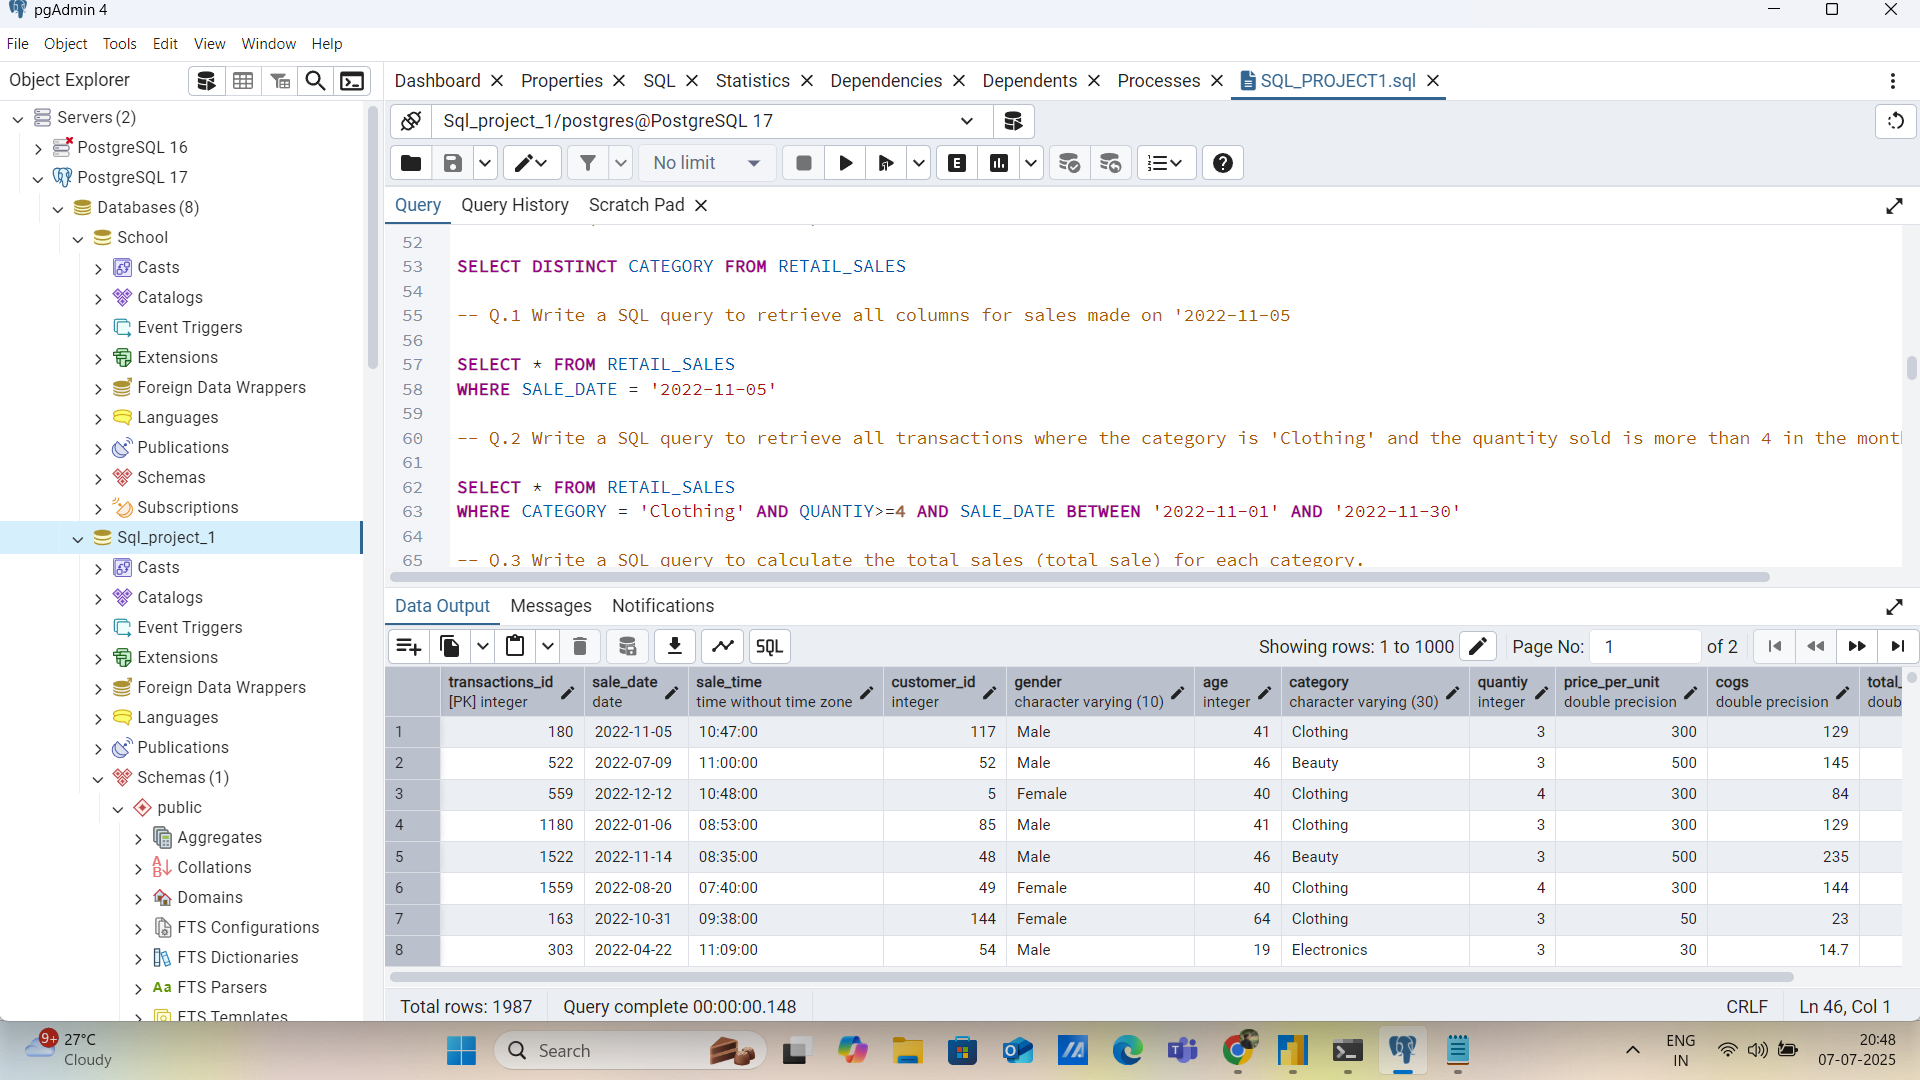 pgAdmin 4
File Object Tools Edit View Window Help
Object Explorer
Dashboard Properties SQL Statistics Dependencies Dependents Processes SQL_PROJECT1.sql
Servers (2)
PostgreSQL 16
PostgreSQL 17
Databases (8)
School
Casts
Catalogs
Event Triggers
Extensions
Foreign Data Wrappers
Languages
Publications
Schemas
Subscriptions
Sql_project_1
Casts
Catalogs
Event Triggers
Extensions
Foreign Data Wrappers
Languages
Publications
Schemas (1)
public
Aggregates
Collations
Domains
FTS Configurations
FTS Dictionaries
Aa FTS Parsers
FTS Templates
Sql_project_1/postgres@PostgreSQL 17
No limit
E
Query Query History Scratch Pad
52
53 SELECT DISTINCT CATEGORY FROM RETAIL_SALES
54
55 -- Q.1 Write a SQL query to retrieve all columns for sales made on '2022-11-05
56
57 SELECT * FROM RETAIL_SALES
58 WHERE SALE_DATE = '2022-11-05'
59
60 -- Q.2 Write a SQL query to retrieve all transactions where the category is 'Clothing' and the quantity sold is more than 4 in the mont
61
62 SELECT * FROM RETAIL_SALES
63 WHERE CATEGORY = 'Clothing' AND QUANTIY>=4 AND SALE_DATE BETWEEN '2022-11-01' AND '2022-11-30'
64
65 -- Q.3 Write a SQL query to calculate the total sales (total_sale) for each category.
Data Output Messages Notifications
SQL Showing rows: 1 to 1000 Page No: 1 of 2
transactions_id sale_date sale_time customer_id gender age category quantiy price_per_unit cogs total_
[PK] integer date time without time zone integer character varying (10) integer character varying (30) integer double precision double precision doub
1 180 2022-11-05 10:47:00 117 Male 41 Clothing 3 300 129
2 522 2022-07-09 11:00:00 52 Male 46 Beauty 3 500 145
3 559 2022-12-12 10:48:00 5 Female 40 Clothing 4 300 84
4 1180 2022-01-06 08:53:00 85 Male 41 Clothing 3 300 129
5 1522 2022-11-14 08:35:00 48 Male 46 Beauty 3 500 235
6 1559 2022-08-20 07:40:00 49 Female 40 Clothing 4 300 144
7 163 2022-10-31 09:38:00 144 Female 64 Clothing 3 50 23
8 303 2022-04-22 11:09:00 54 Male 19 Electronics 3 30 14.7
Total rows: 1987 Query complete 00:00:00.148 CRLF Ln 46, Col 1
9+ 27°C
Cloudy
Search
ENG
IN
20:48
07-07-2025